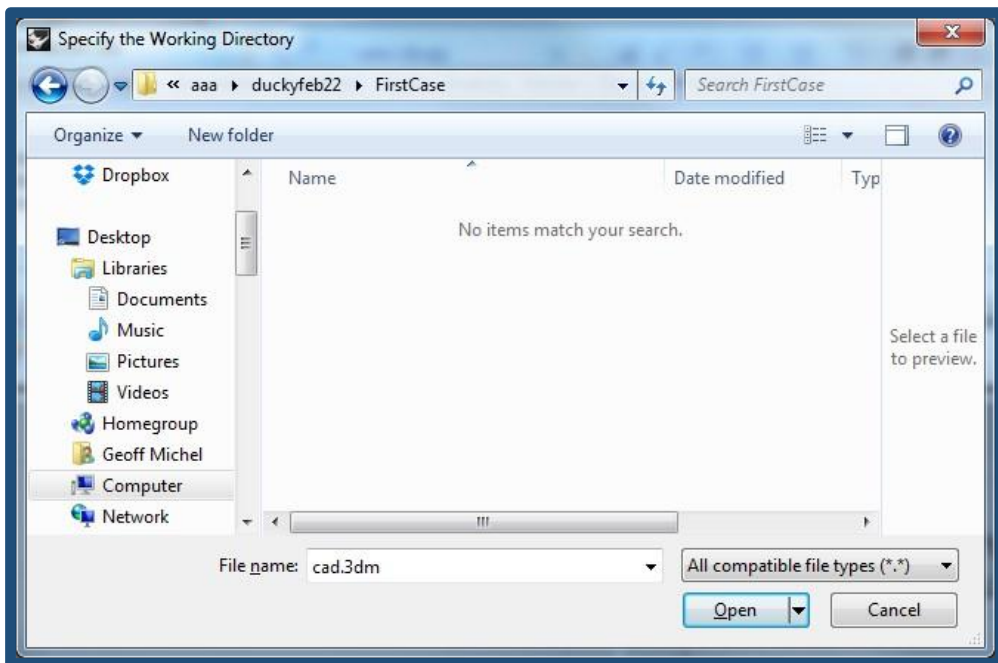 Specify the Working Directory
« aaa duckyfeb22 FirstCase Search FirstCase
Organize New folder
Dropbox Name Date modified Typ
No items match your search.
Desktop
Libraries
Documents
Music
Select a file
to preview.
Pictures
Videos
Homegroup
Geoff Michel
Computer
Network
File name: cad.3dm All compatible file types (*.*)
Open Cancel